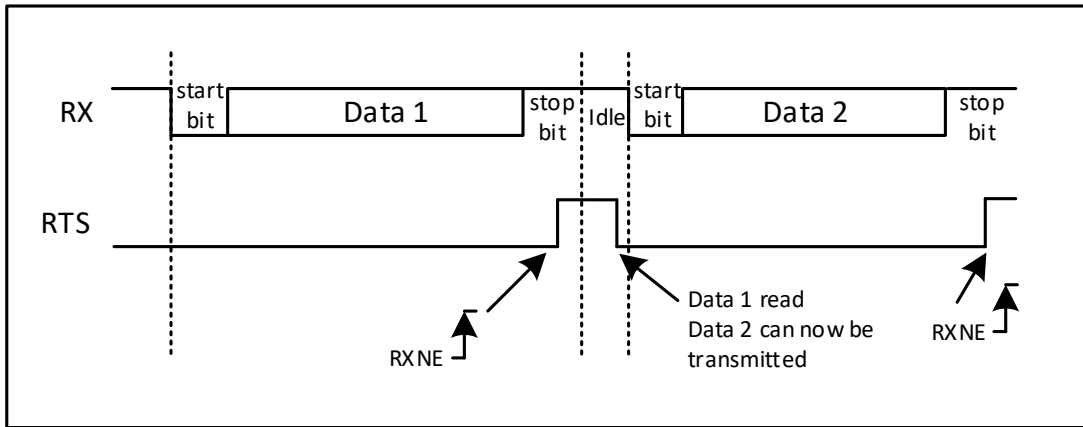 RX
start
bit
Data 1
stop
bit
Idle
start
bit
Data 2
stop
bit
RTS
RXNE
Data 1 read
Data 2 can now be
transmitted
RXNE